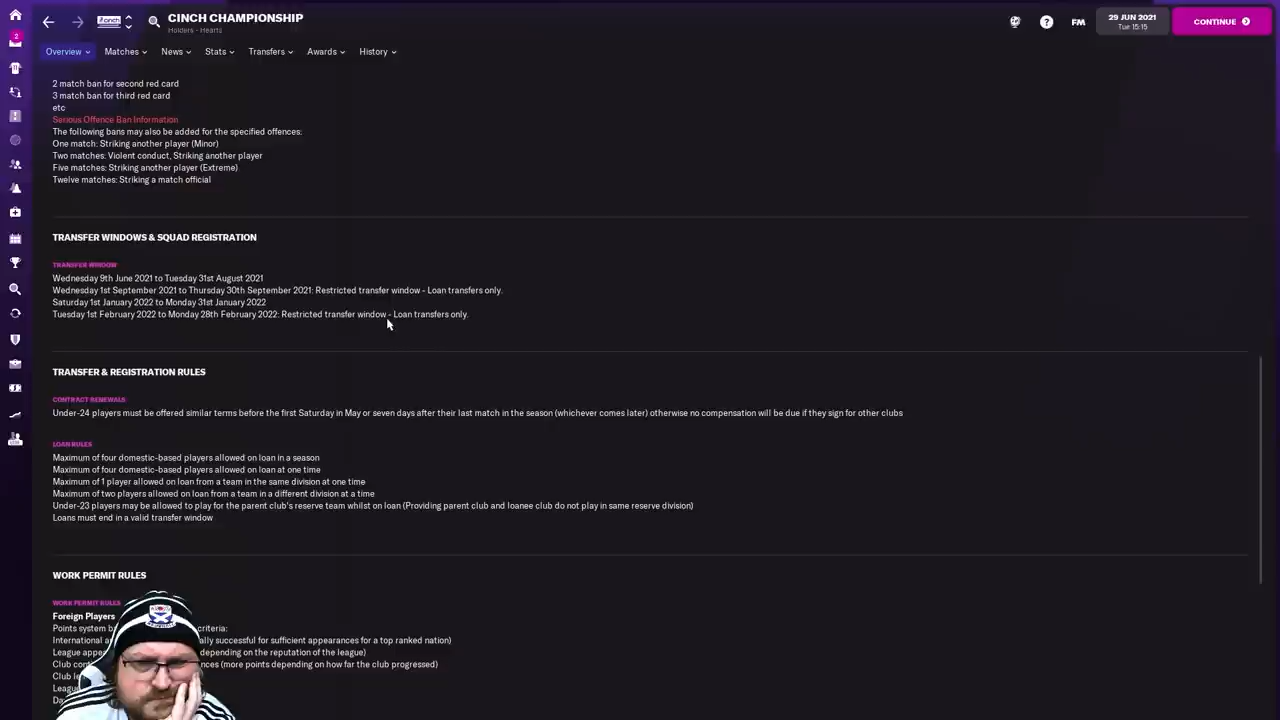 CINCH CHAMPIONSHIP
Holders - Hearts
2
cinch
FM
29 JUN 2021
Tue 15:15
CONTINUE
Overview
Matches
News
Stats
Transfers
Awards
History
2 match ban for second red card
3 match ban for third red card
etc
Serious Offence Ban Information
The following bans may also be added for the specified offences:
One match: Striking another player (Minor)
Two matches: Violent conduct, Striking another player
Five matches: Striking another player (Extreme)
Twelve matches: Striking a match official
TRANSFER WINDOWS & SQUAD REGISTRATION
TRANSFER WINDOW
Wednesday 9th June 2021 to Tuesday 31st August 2021
Wednesday 1st September 2021 to Thursday 30th September 2021: Restricted transfer window - Loan transfers only.
Saturday 1st January 2022 to Monday 31st January 2022
Tuesday 1st February 2022 to Monday 28th February 2022: Restricted transfer window - Loan transfers only.
TRANSFER & REGISTRATION RULES
CONTRACT RENEWALS
Under-24 players must be offered similar terms before the first Saturday in May or seven days after their last match in the season (whichever comes later) otherwise no compensation will be due if they sign for other clubs
LOAN RULES
Maximum of four domestic-based players allowed on loan in a season
Maximum of four domestic-based players allowed on loan at one time
Maximum of 1 player allowed on loan from a team in the same division at one time
Maximum of two players allowed on loan from a team in a different division at a time
Under-23 players may be allowed to play for the parent club's reserve team whilst on loan (Providing parent club and loanee club do not play in same reserve division)
Loans must end in a valid transfer window
WORK PERMIT RULES
WORK PERMIT RULES
Foreign Players
Points system b criteria:
International a ally successful for sufficient appearances for a top ranked nation)
League appe depending on the reputation of the league)
Club cont nces (more points depending on how far the club progressed)
Club le
Leagu
Da